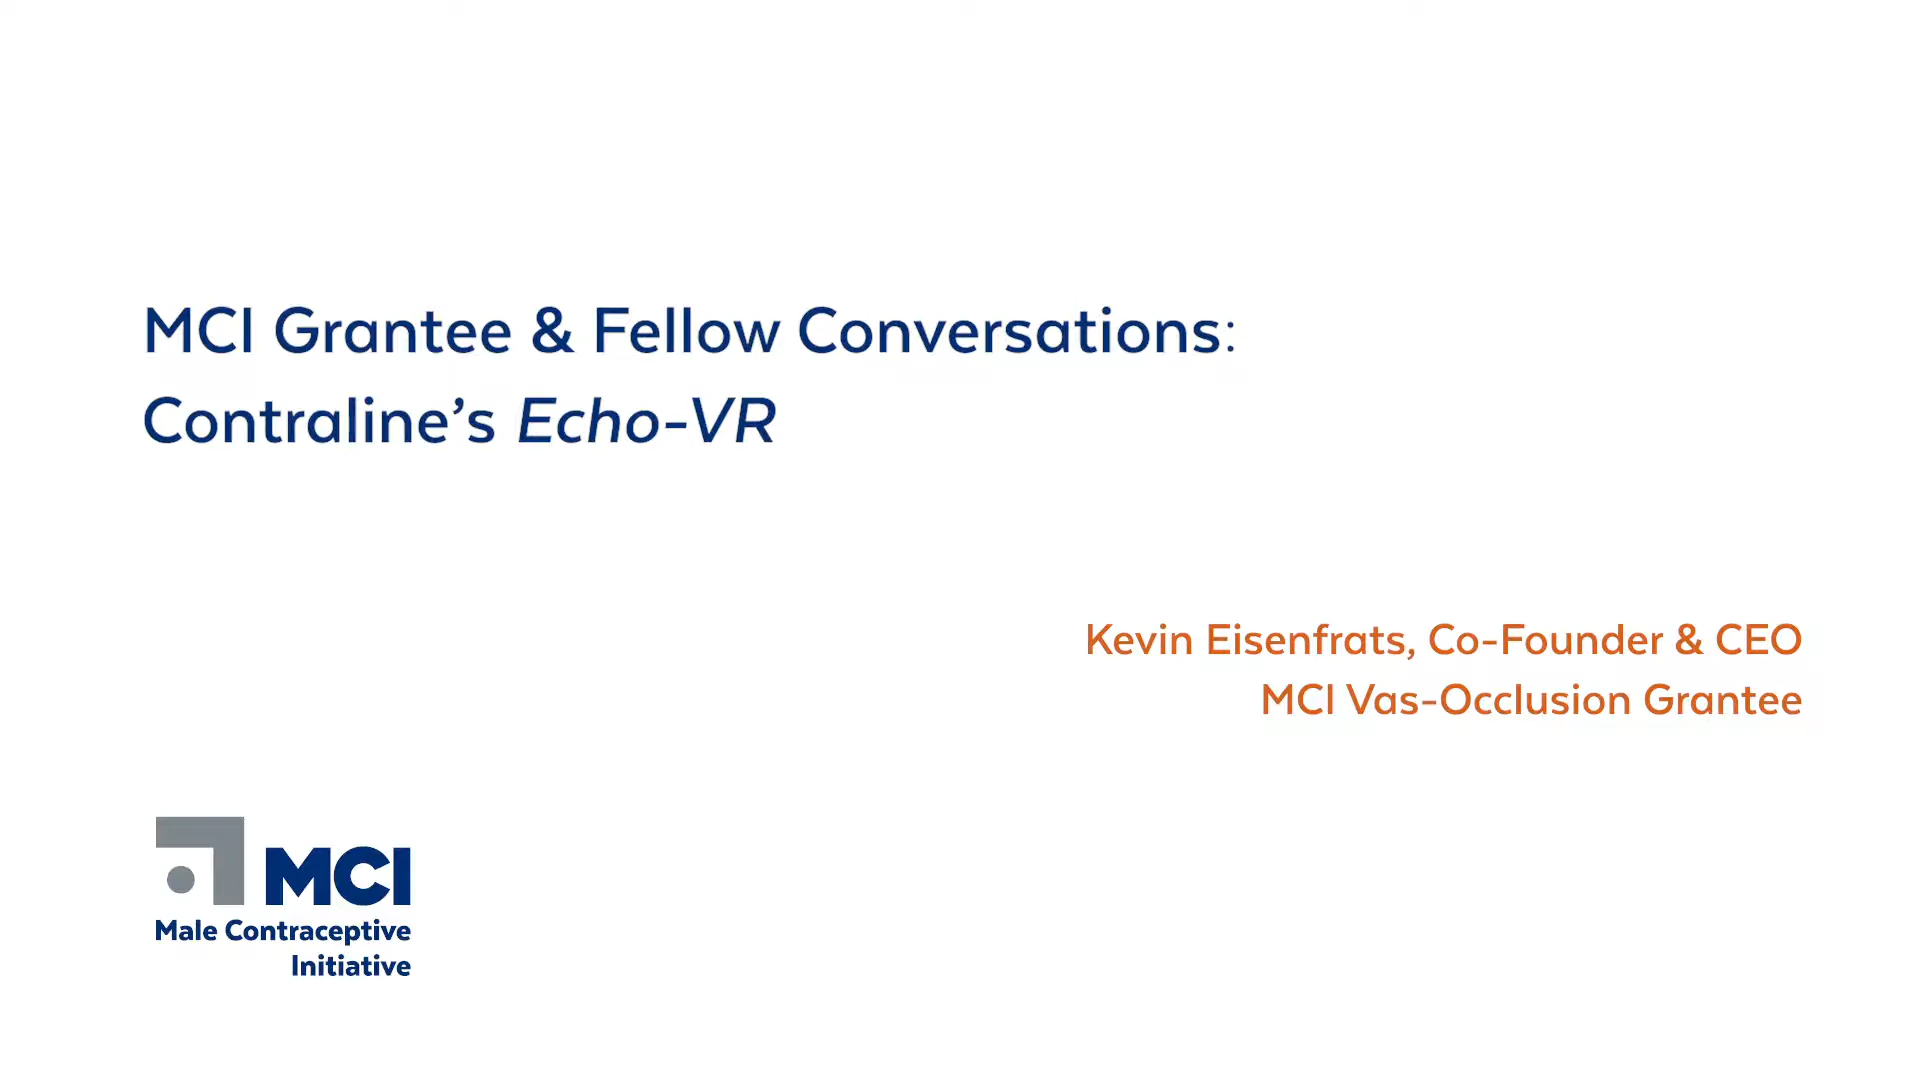 MCI Grantee & Fellow Conversations:
Contraline’s Echo-VR
Kevin Eisenfrats, Co-Founder & CEO
MCI Vas-Occlusion Grantee
MCI
Male Contraceptive
Initiative